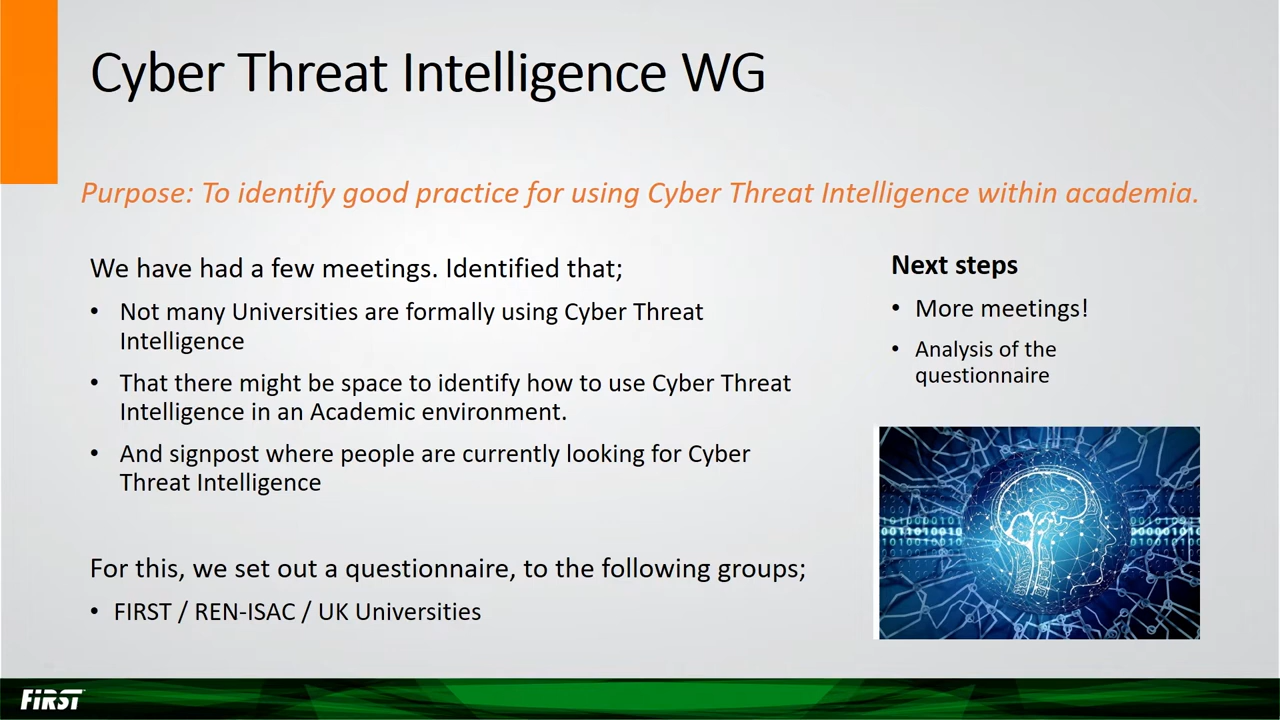 Cyber Threat Intelligence WG
Purpose: To identify good practice for using Cyber Threat Intelligence within academia.
We have had a few meetings. Identified that;
• Not many Universities are formally using Cyber Threat
Intelligence
• That there might be space to identify how to use Cyber Threat
Intelligence in an Academic environment.
• And signpost where people are currently looking for Cyber
Threat Intelligence
For this, we set out a questionnaire, to the following groups;
• FIRST / REN-ISAC / UK Universities
Next steps
• More meetings!
• Analysis of the
questionnaire
FiRST